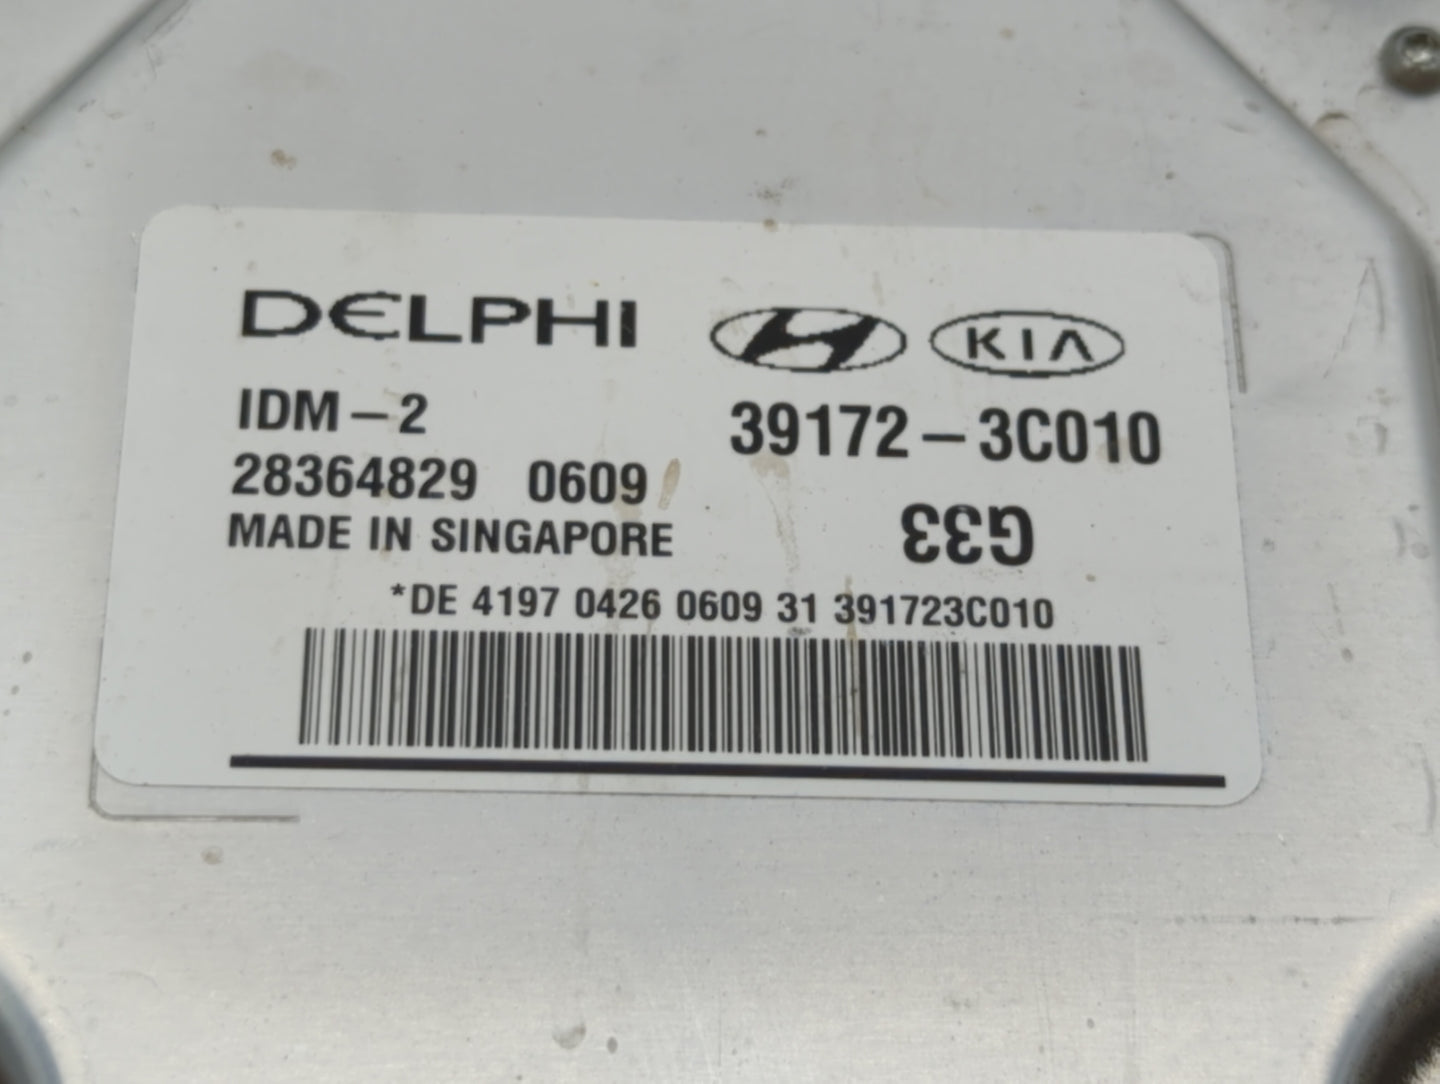 DELPHI KIA
IDM-2 39172-3C010
28364829 0609
MADE IN SINGAPORE G33
*DE 4197 0426 0609 31 391723C010